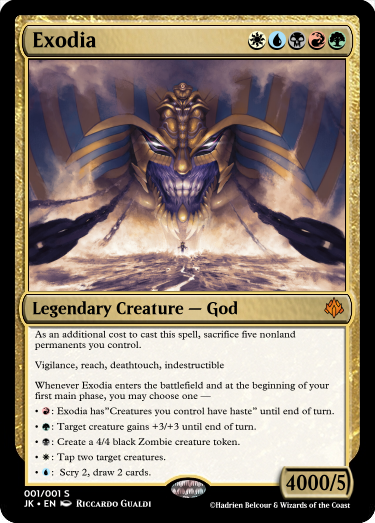 Exodia
Legendary Creature — God
As an additional cost to cast this spell, sacrifice five nonland
permanents you control.
Vigilance, reach, deathtouch, indestructible
Whenever Exodia enters the battlefield and at the beginning of your
first main phase, you may choose one —
• : Exodia has"Creatures you control have haste" until end of turn.
• : Target creature gains +3/+3 until end of turn.
• : Create a 4/4 black Zombie creature token.
• : Tap two target creatures.
• : Scry 2, draw 2 cards.
4000/5
001/001 S
JK • EN Riccardo Gualdi
©Hadrien Belcour & Wizards of the Coast